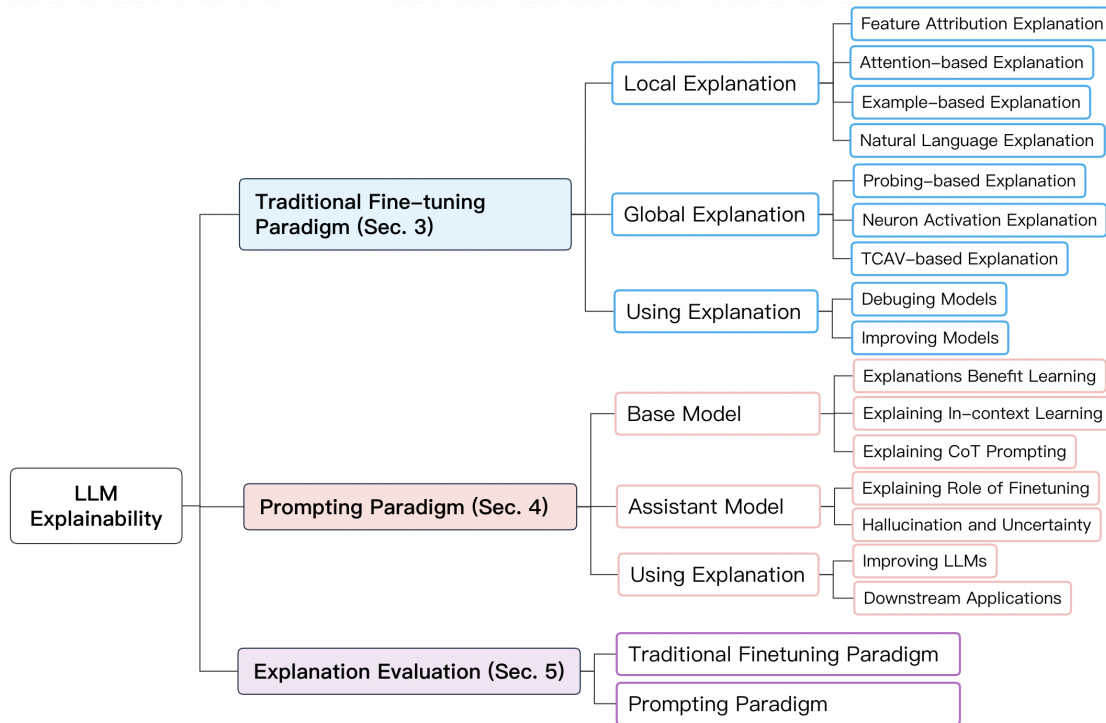 LLM
Explainability
Traditional Fine-tuning
Paradigm (Sec. 3)
Local Explanation
Feature Attribution Explanation
Attention-based Explanation
Example-based Explanation
Natural Language Explanation
Global Explanation
Probing-based Explanation
Neuron Activation Explanation
TCAV-based Explanation
Using Explanation
Debuging Models
Improving Models
Prompting Paradigm (Sec. 4)
Base Model
Explanations Benefit Learning
Explaining In-context Learning
Explaining CoT Prompting
Assistant Model
Explaining Role of Finetuning
Hallucination and Uncertainty
Using Explanation
Improving LLMs
Downstream Applications
Explanation Evaluation (Sec. 5)
Traditional Finetuning Paradigm
Prompting Paradigm